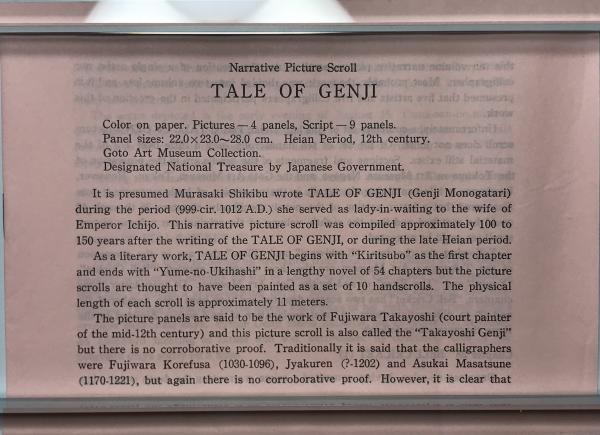 Narrative Picture Scroll
TALE OF GENJI
Color on paper. Pictures — 4 panels, Script — 9 panels.
Panel sizes: 22.0×23.0～28.0 cm. Heian Period, 12th century.
Goto Art Museum Collection.
Designated National Treasure by Japanese Government.
It is presumed Murasaki Shikibu wrote TALE OF GENJI (Genji Monogatari)
during the period (999-cir. 1012 A.D.) she served as lady-in-waiting to the wife of
Emperor Ichijo. This narrative picture scroll was compiled approximately 100 to
150 years after the writing of the TALE OF GENJI, or during the late Heian period.
As a literary work, TALE OF GENJI begins with “Kiritsubo” as the first chapter
and ends with “Yume-no-Ukihashi” in a lengthy novel of 54 chapters but the picture
scrolls are thought to have been painted as a set of 10 handscrolls. The physical
length of each scroll is approximately 11 meters.
The picture panels are said to be the work of Fujiwara Takayoshi (court painter
of the mid-12th century) and this picture scroll is also called the “Takayoshi Genji”
but there is no corroborative proof. Traditionally it is said that the calligraphers
were Fujiwara Korefusa (1030-1096), Jyakuren (?-1202) and Asukai Masatsune
(1170-1221), but again there is no corroborative proof. However, it is clear that